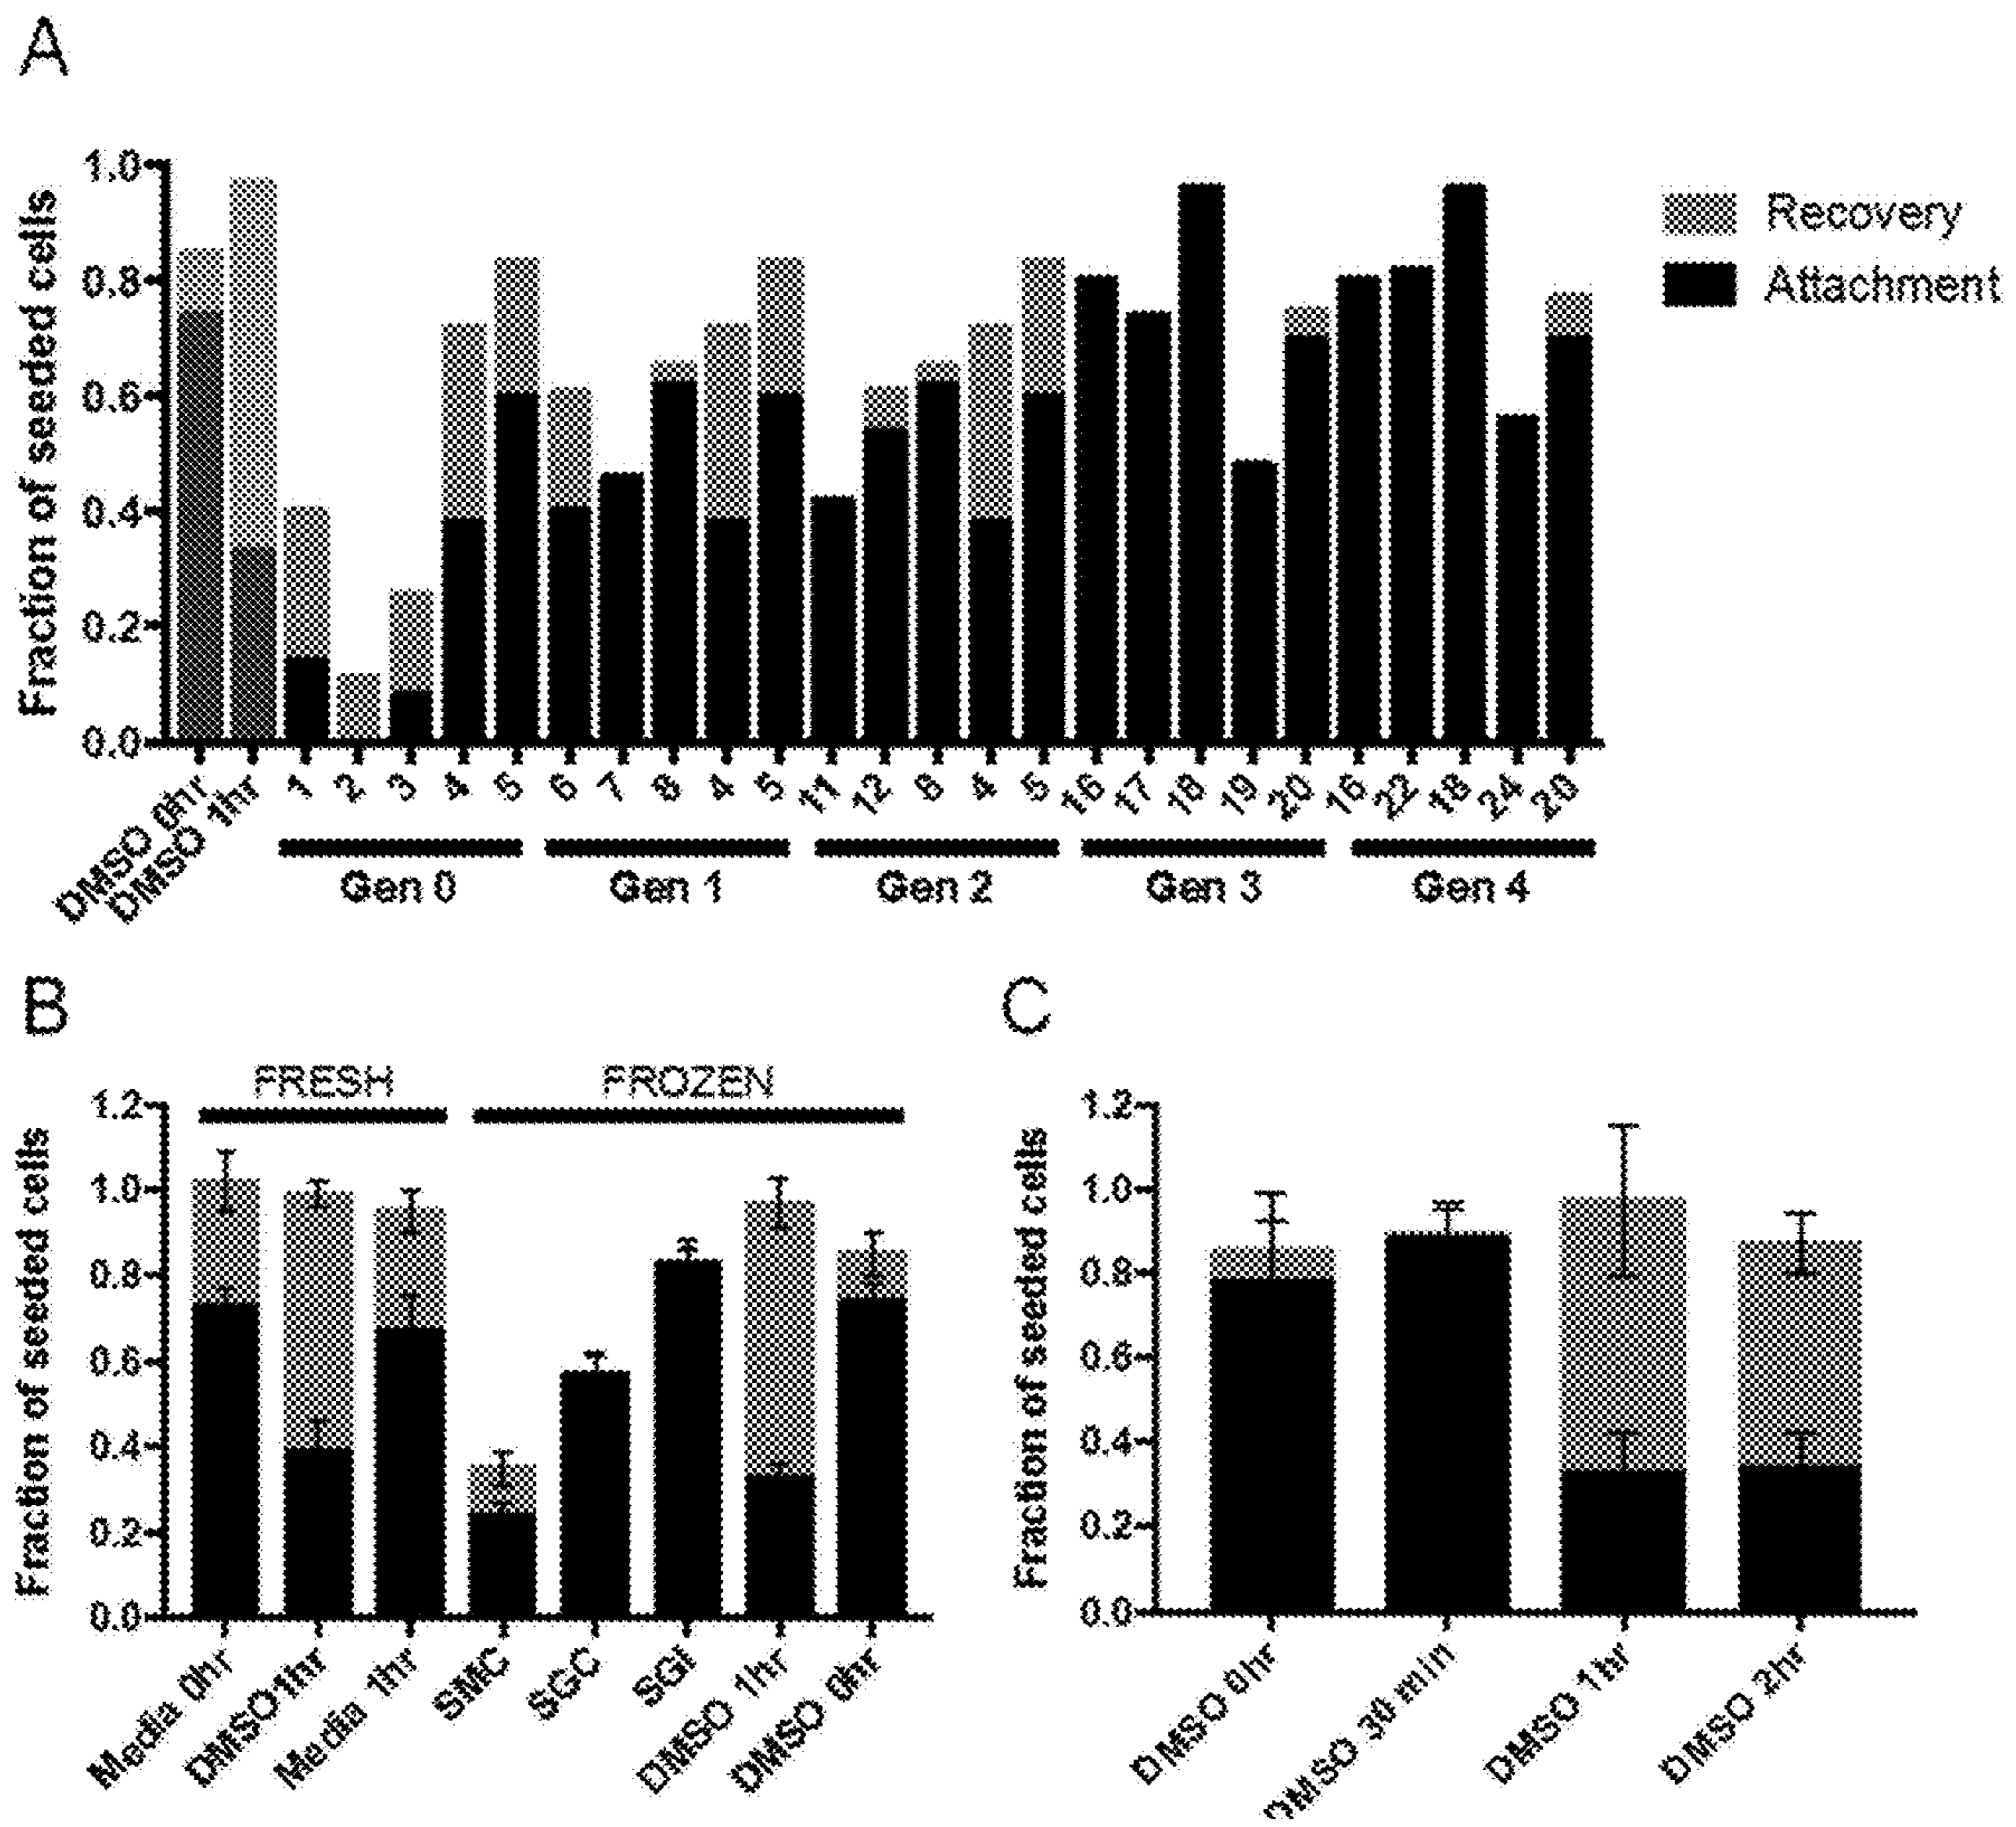 A
Fraction of seeded cells
1.0
0.8
0.6
0.4
0.2
0.0
Recovery
Attachment
DMSO 0hr
DMSO 1hr
1 2 3 4 5 6 7 8 4 5 11 12 8 4 5 16 17 18 19 20 16 22 18 24 20
Gen 0 Gen 1 Gen 2 Gen 3 Gen 4
B
FRESH FROZEN
Fraction of seeded cells
1.2
1.0
0.8
0.6
0.4
0.2
0.0
Media 0hr
DMSO1hr
Media 1hr
SMC
SGC
SGI
DMSO 1hr
DMSO 0hr
C
Fraction of seeded cells
1.2
1.0
0.8
0.6
0.4
0.2
0.0
DMSO 0hr
DMSO 30 min
DMSO 1hr
DMSO 2hr